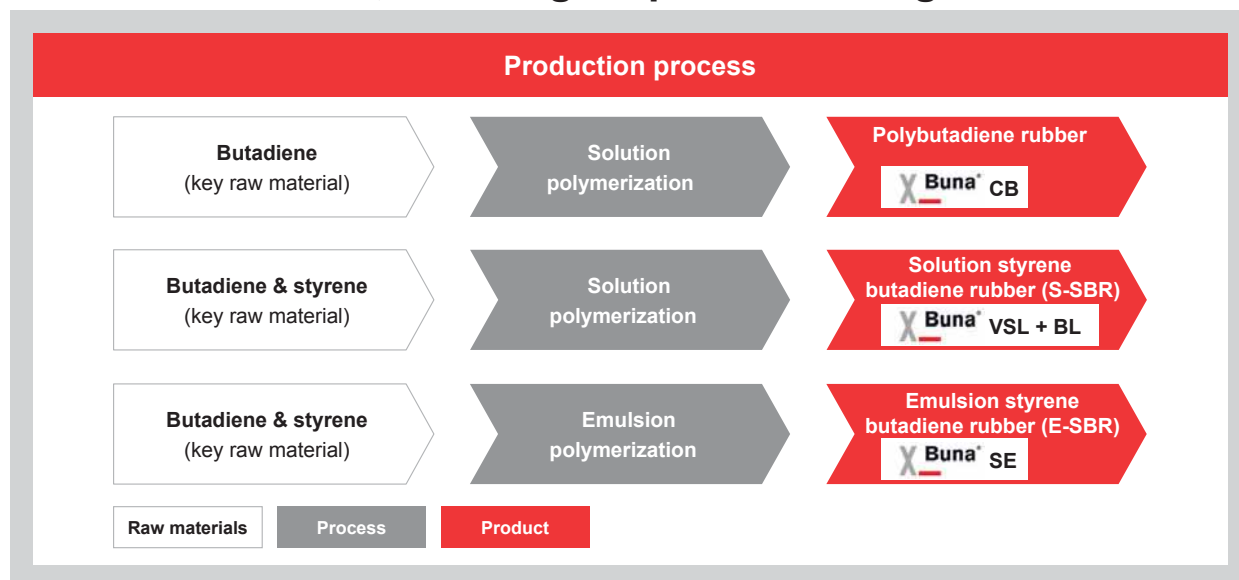 Production process
Butadiene
(key raw material)
Solution
polymerization
Polybutadiene rubber
X Buna® CB
Butadiene & styrene
(key raw material)
Solution
polymerization
Solution styrene
butadiene rubber (S-SBR)
X Buna® VSL + BL
Butadiene & styrene
(key raw material)
Emulsion
polymerization
Emulsion styrene
butadiene rubber (E-SBR)
X Buna® SE
Raw materials
Process
Product